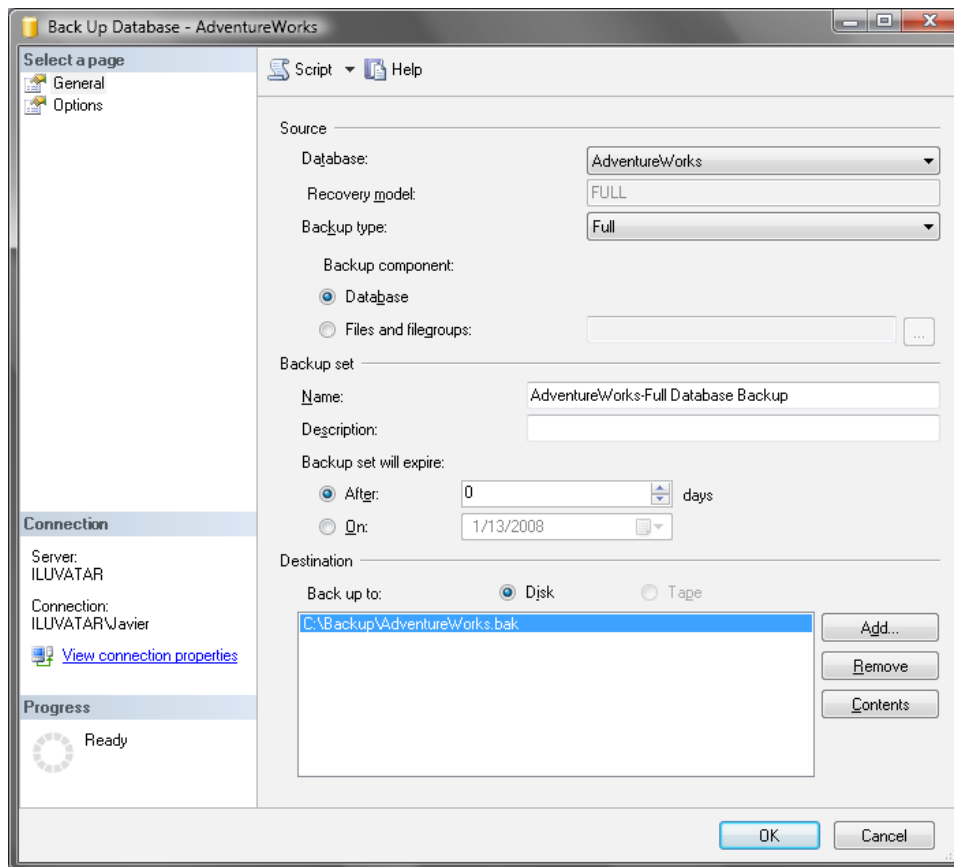 Back Up Database - AdventureWorks
Select a page
General
Options
Script
Help
Source
Database:
AdventureWorks
Recovery model:
FULL
Backup type:
Full
Backup component:
Database
Files and filegroups:
...
Backup set
Name:
AdventureWorks-Full Database Backup
Description:
Backup set will expire:
After:
0
days
On:
1/13/2008
Destination
Back up to:
Disk
Tape
C:\Backup\AdventureWorks.bak
Add...
Remove
Contents
Connection
Server:
ILUVATAR
Connection:
ILUVATAR\Javier
View connection properties
Progress
Ready
OK
Cancel